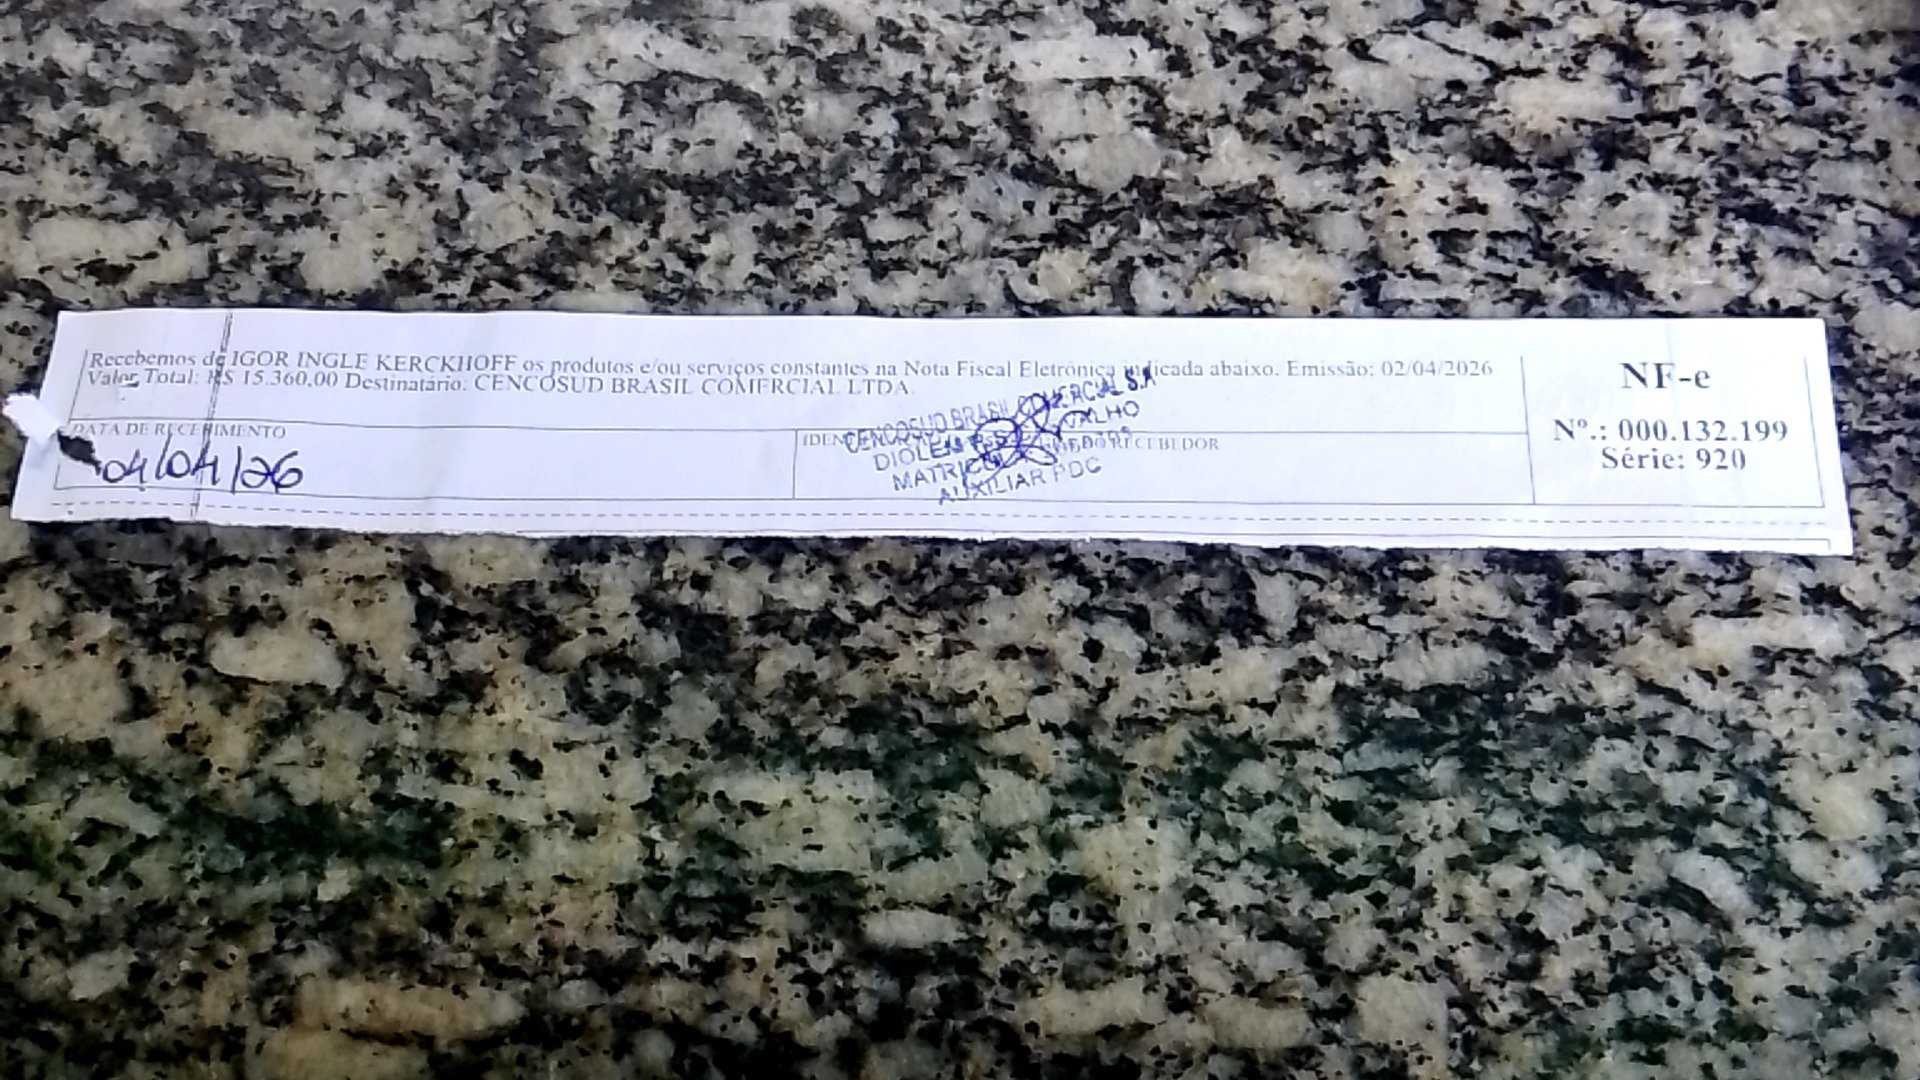 Recebemos de IGOR INGLE KERCKHOFF os produtos e/ou serviços constantes na Nota Fiscal Eletrônica indicada abaixo. Emissão: 02/04/2026
Valor Total: R$ 15.360,00 Destinatário: CENCOSUD BRASIL COMERCIAL LTDA.
DATA DE RECEBIMENTO
04/04/26
RECEBEDOR
CENCOSUD BRASIL COMERCIAL S.A
AUXILIAR PDC
NF-e
Nº.: 000.132.199
Série: 920